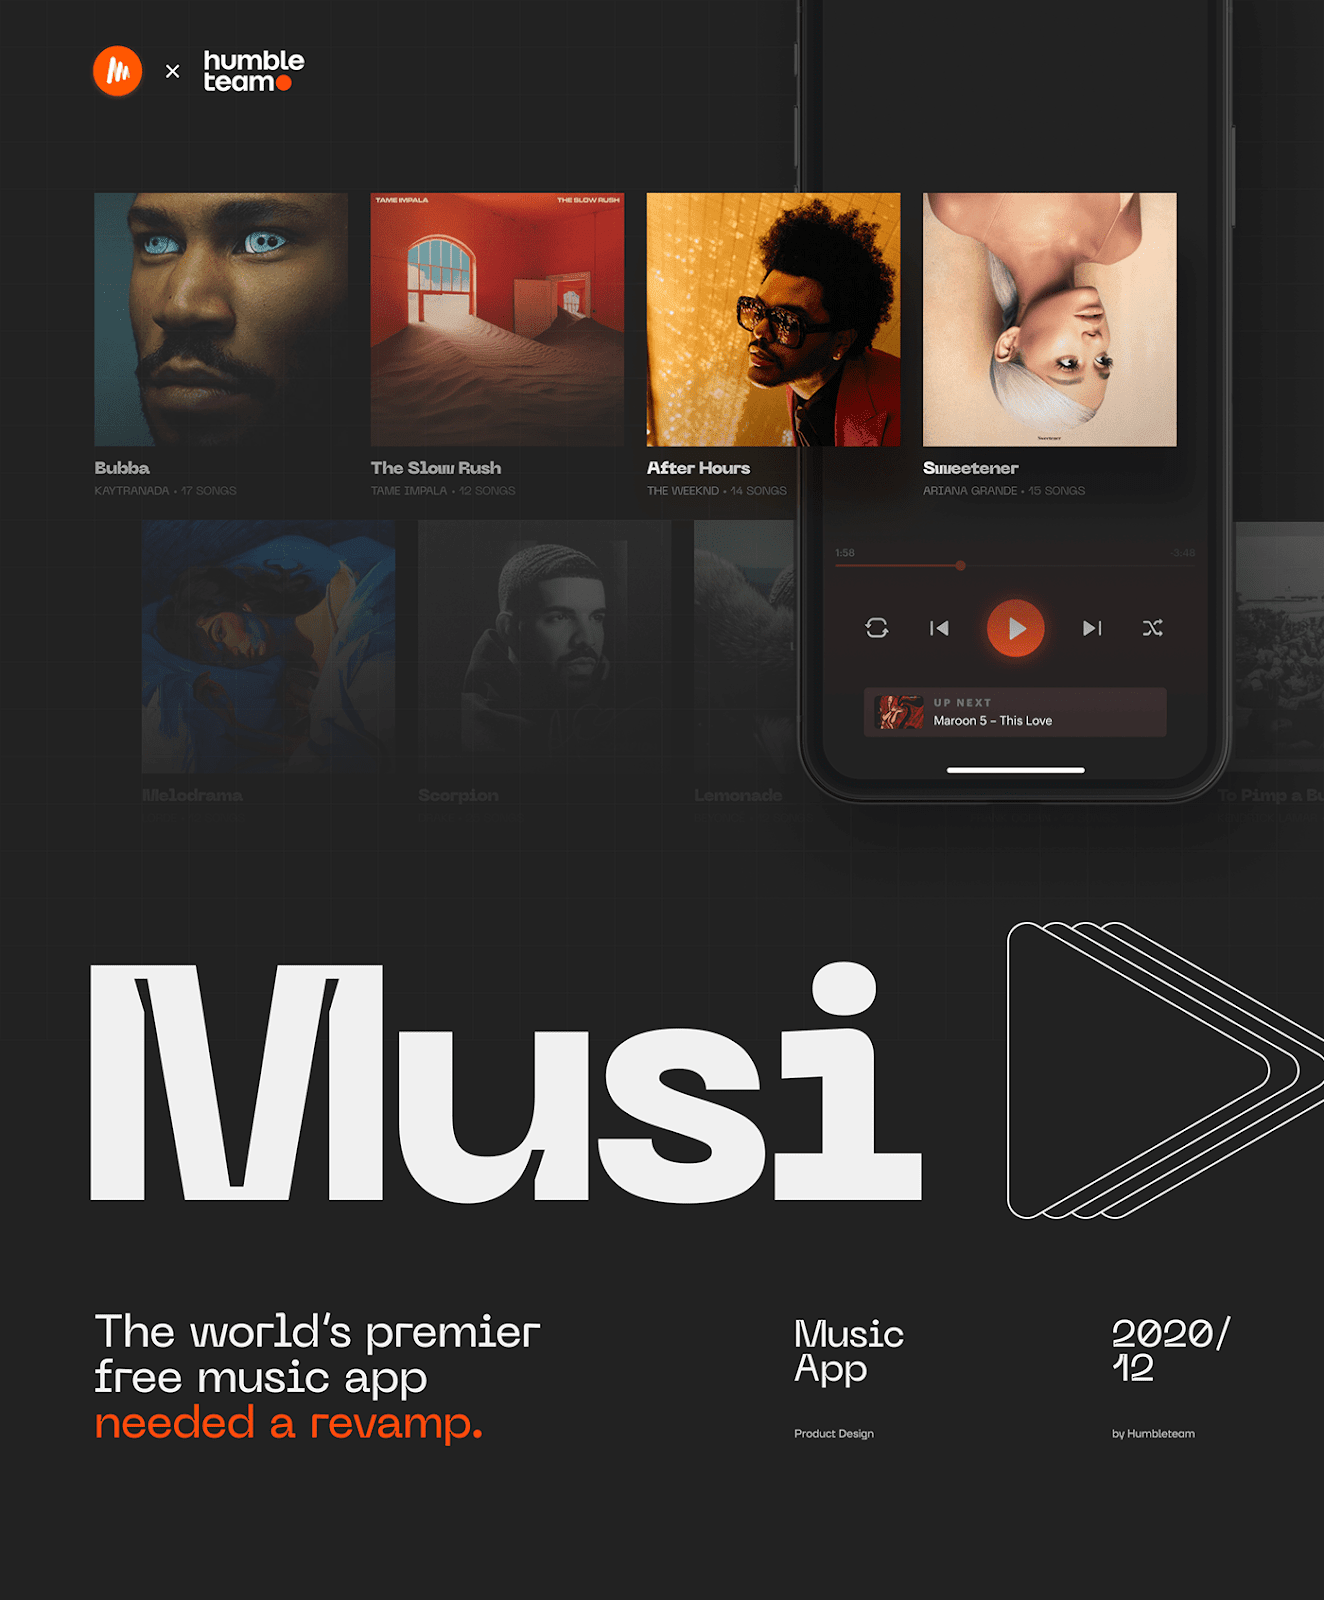 ×
humble
team
TAME IMPALA THE SLOW RUSH
Bubba
KAYTRANADA • 17 SONGS
The Slow Rush
TAME IMPALA • 12 SONGS
After Hours
THE WEEKND • 14 SONGS
Sweetener
ARIANA GRANDE • 15 SONGS
1:58 -3:48
UP NEXT
Maroon 5 – This Love
Melodrama
Scorpion
Lemonade
To Pimp a Bu
Musi
The world's premier
free music app
needed a revamp.
Music
App
Product Design
2020/
12
by Humbleteam